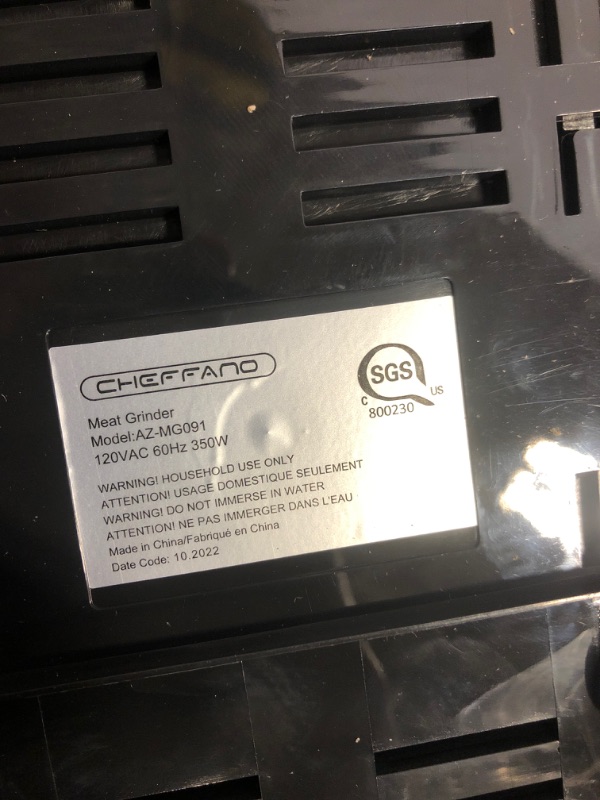 CHEFFANO
Meat Grinder
Model:AZ-MG091
120VAC 60Hz 350W
WARNING! HOUSEHOLD USE ONLY
ATTENTION! USAGE DOMESTIQUE SEULEMENT
WARNING! DO NOT IMMERSE IN WATER
ATTENTION! NE PAS IMMERGER DANS L'EAU
Made in China/Fabriqué en China
Date Code: 10.2022
SGS
C US
800230